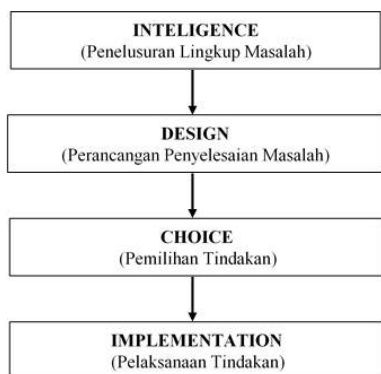 INTELIGENCE
(Penelusuran Lingkup Masalah)
DESIGN
(Perancangan Penyelesaian Masalah)
CHOICE
(Pemilihan Tindakan)
IMPLEMENTATION
(Pelaksanaan Tindakan)